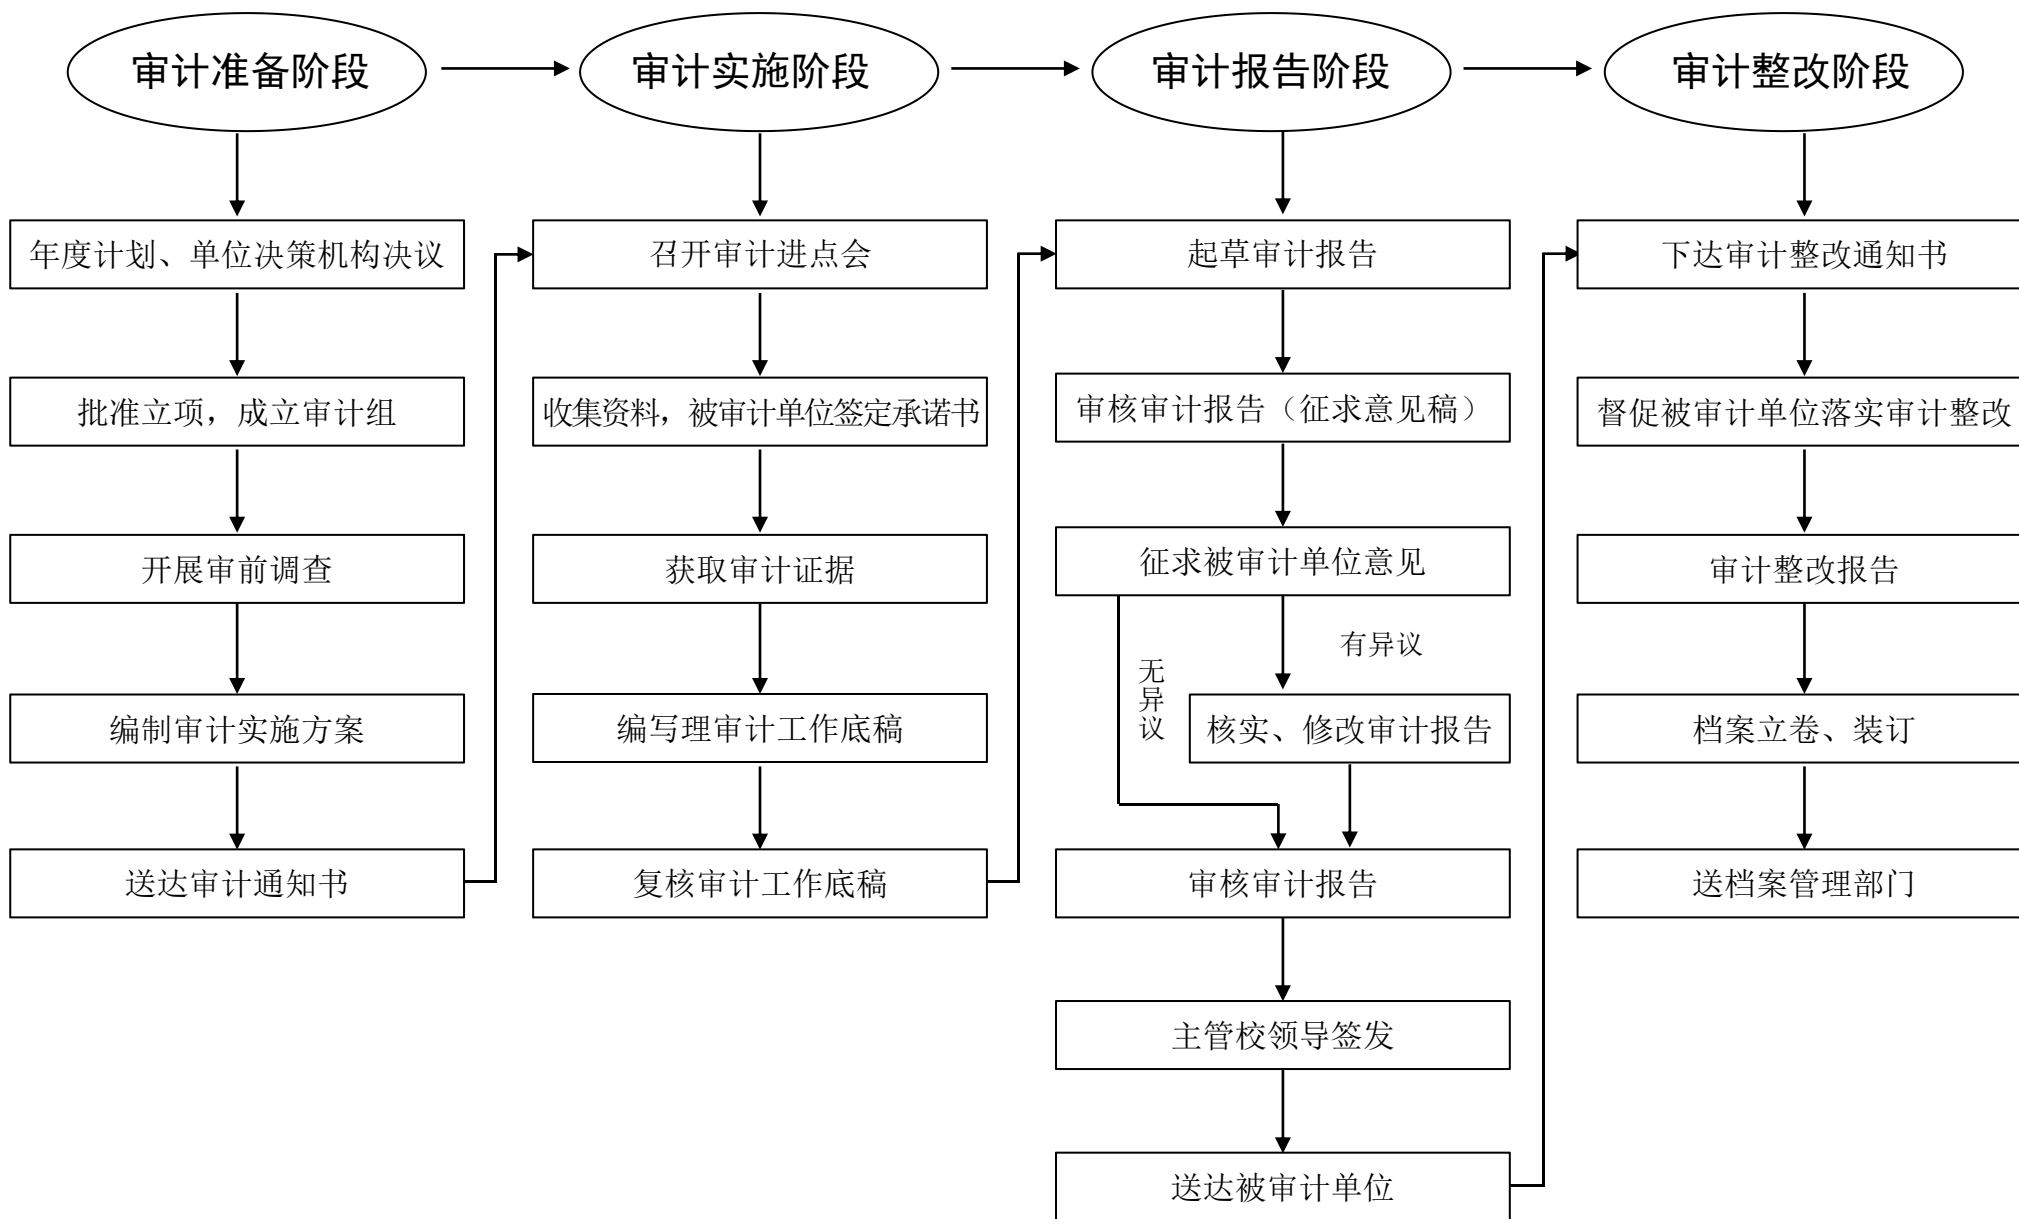 审计准备阶段
审计实施阶段
审计报告阶段
审计整改阶段
年度计划、单位决策机构决议
批准立项，成立审计组
开展审前调查
编制审计实施方案
送达审计通知书
召开审计进点会
收集资料，被审计单位签定承诺书
获取审计证据
编写理审计工作底稿
复核审计工作底稿
起草审计报告
审核审计报告（征求意见稿）
征求被审计单位意见
无异议
有异议
核实、修改审计报告
审核审计报告
主管校领导签发
送达被审计单位
下达审计整改通知书
督促被审计单位落实审计整改
审计整改报告
档案立卷、装订
送档案管理部门